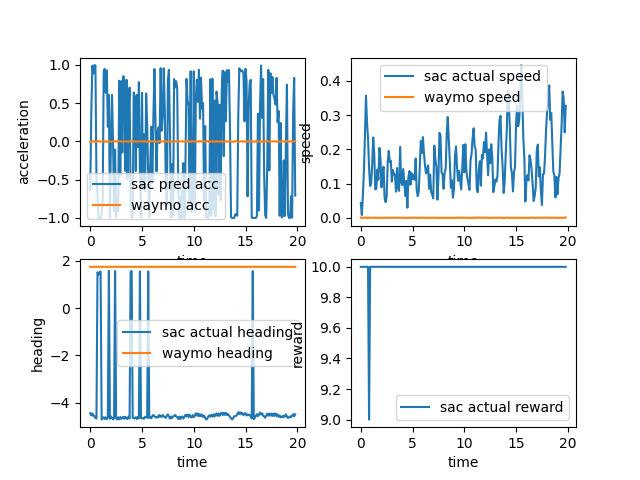 1.0
0.5
0.0
−0.5
−1.0
acceleration
sac pred acc
waymo acc
0 5 10 15 20
time
0.4
0.3
0.2
0.1
0.0
speed
sac actual speed
waymo speed
0 5 10 15 20
time
2
0
−2
−4
heading
sac actual heading
waymo heading
0 5 10 15 20
time
10.0
9.8
9.6
9.4
9.2
9.0
reward
sac actual reward
0 5 10 15 20
time